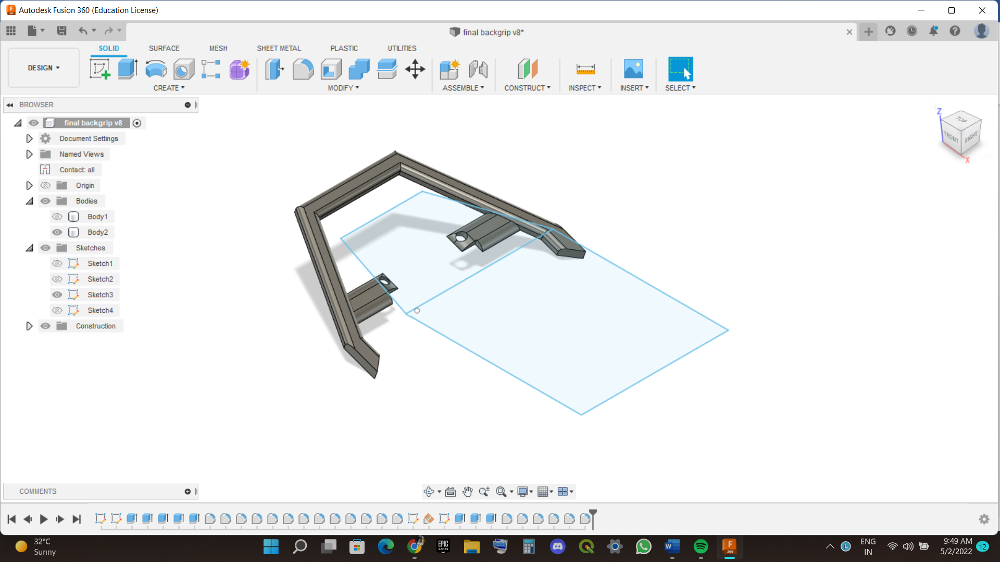 Autodesk Fusion 360 (Education License)
final backgrip v8*
SOLID SURFACE MESH SHEET METAL PLASTIC UTILITIES
DESIGN
CREATE MODIFY ASSEMBLE CONSTRUCT INSPECT INSERT SELECT
BROWSER
final backgrip v8
Document Settings
Named Views
Contact: all
Origin
Bodies
Body1
Body2
Sketches
Sketch1
Sketch2
Sketch3
Sketch4
Construction
Z
TOP
FRONT
RIGHT
X
COMMENTS
32°C
Sunny
EPIC
GAMES
F
360
L
ENG
IN
9:49 AM
5/2/2022
12